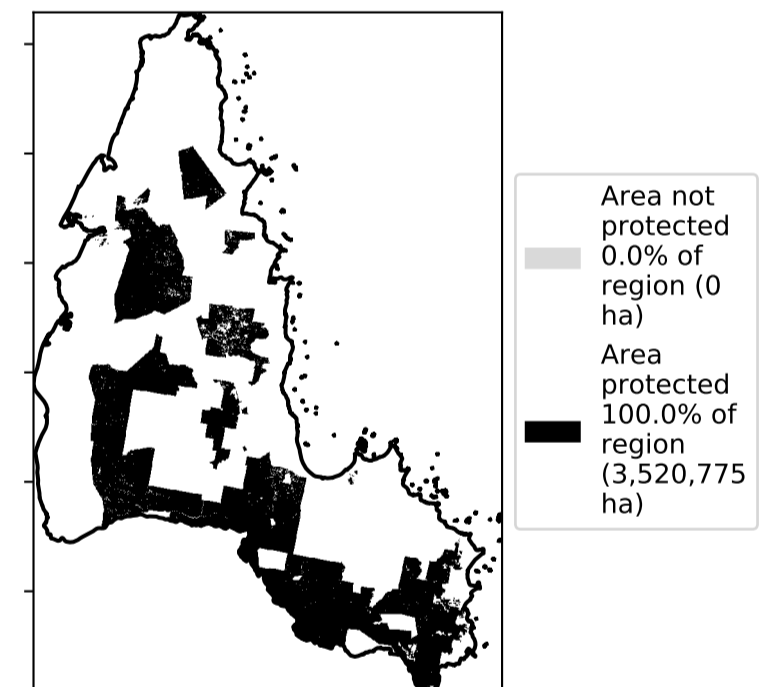 Area not
protected
0.0% of
region (0
ha)
Area
protected
100.0% of
region
(3,520,775
ha)